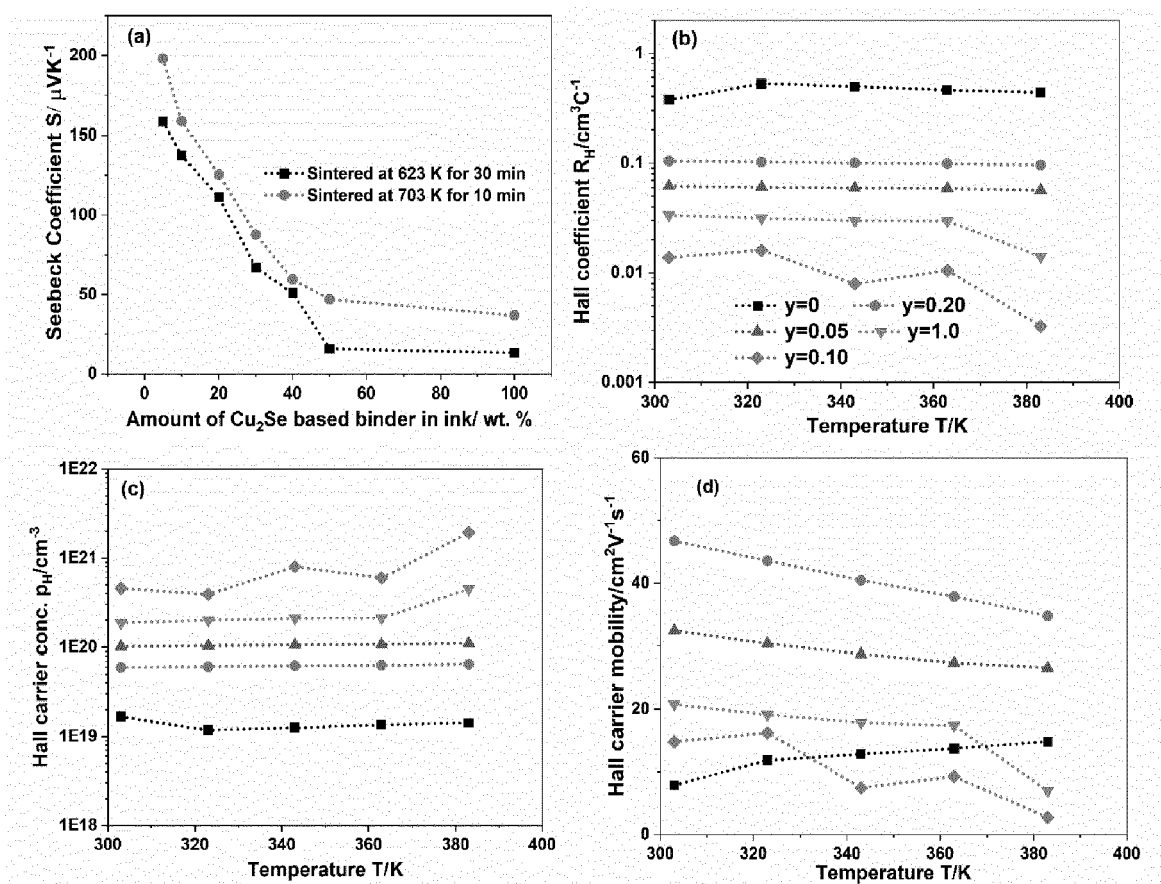 (a)
200
150
100
50
0
Seebeck Coefficient S/ μVK⁻¹
Sintered at 623 K for 30 min
Sintered at 703 K for 10 min
0 20 40 60 80 100
Amount of Cu₂Se based binder in ink/ wt. %
(b)
1
0.1
0.01
0.001
Hall coefficient R_H/cm³C⁻¹
y=0 y=0.20
y=0.05 y=1.0
y=0.10
300 320 340 360 380 400
Temperature T/K
(c)
1E22
1E21
1E20
1E19
1E18
Hall carrier conc. p_H/cm⁻³
300 320 340 360 380 400
Temperature T/K
(d)
60
40
20
0
Hall carrier mobility/cm²V⁻¹s⁻¹
300 320 340 360 380 400
Temperature T/K